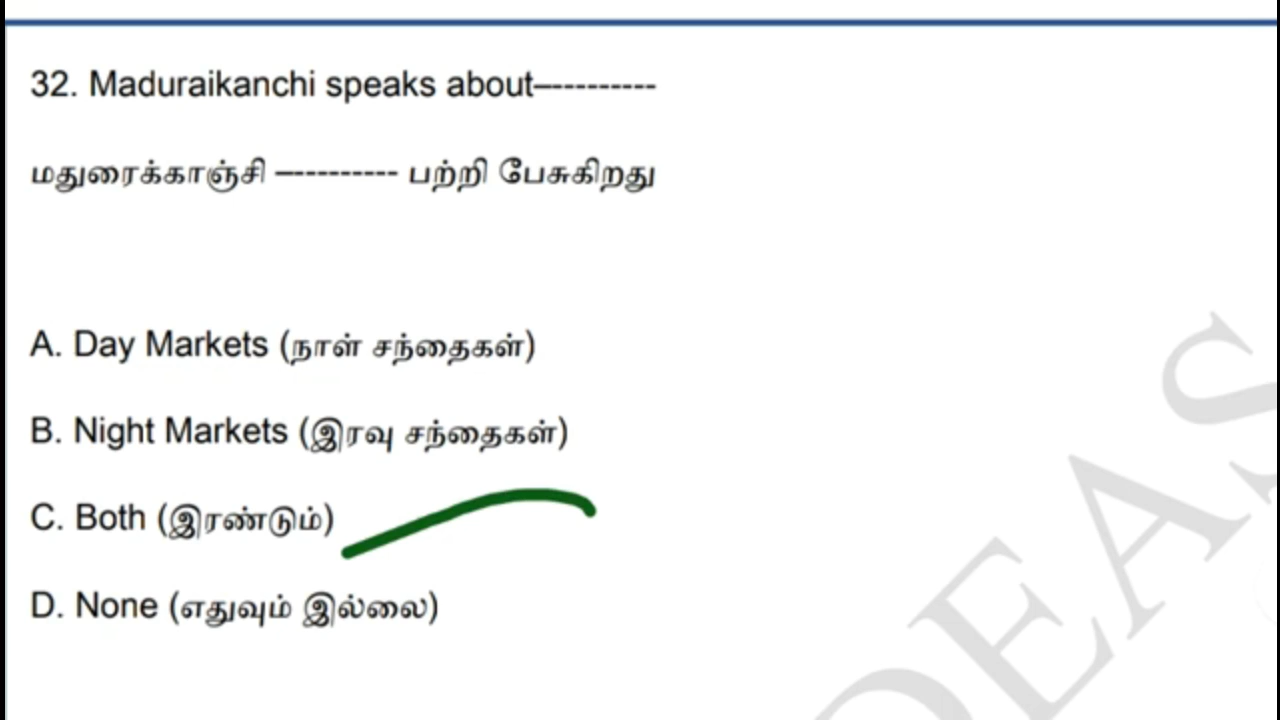 32. Maduraikanchi speaks about–----------
மதுரைக்காஞ்சி –---------- பற்றி பேசுகிறது
A. Day Markets (நாள் சந்தைகள்)
B. Night Markets (இரவு சந்தைகள்)
C. Both (இரண்டும்)
D. None (எதுவும் இல்லை)